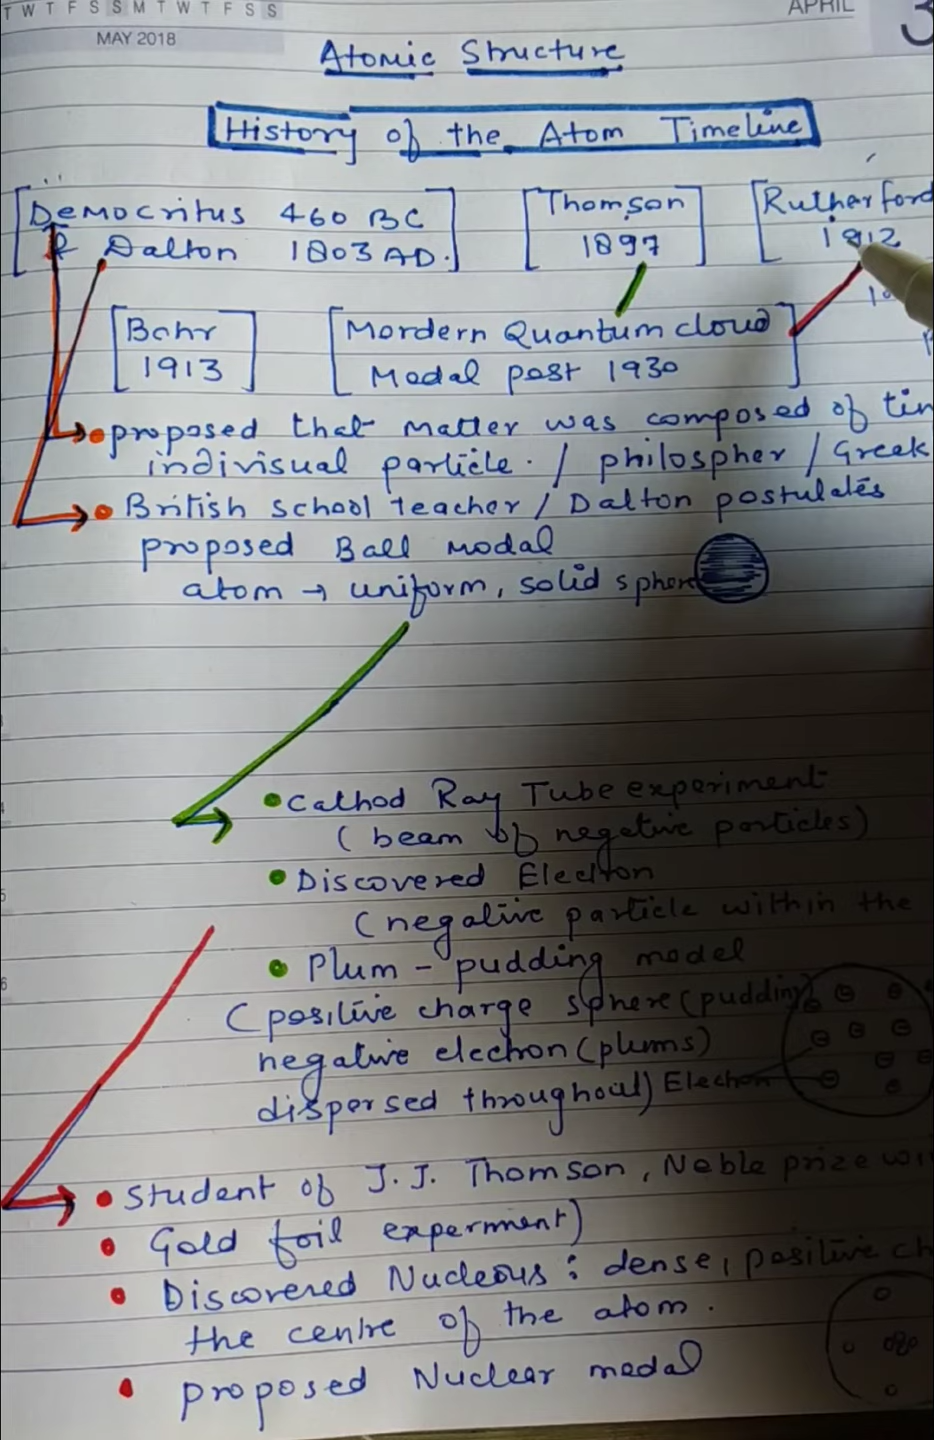 T W T F S S M T W T F S S
MAY 2018
APRIL
3
Atomic Structure
History of the Atom Timeline
Democritus 460 BC
& Dalton 1803 AD.
Thomson
1897
Rutherford
1912
Bohr
1913
Mordern Quantum cloud
Modal post 1930
proposed that matter was composed of tin
indivisual particle. / philospher / Greek
British school teacher / Dalton postulates
proposed Ball modal
atom → uniform, solid sphere
Cathod Ray Tube experiment
(beam of negative particles)
Discovered Electron
(negative particle within the
Plum - pudding model
(positive charge sphere (pudding)
negative electron (plums)
dispersed throughout) Electron
Student of J.J. Thomson, Noble prize wi
Gold foil experment)
Discovered Nucleous : dense, positive ch
the centre of the atom.
proposed Nuclear medal